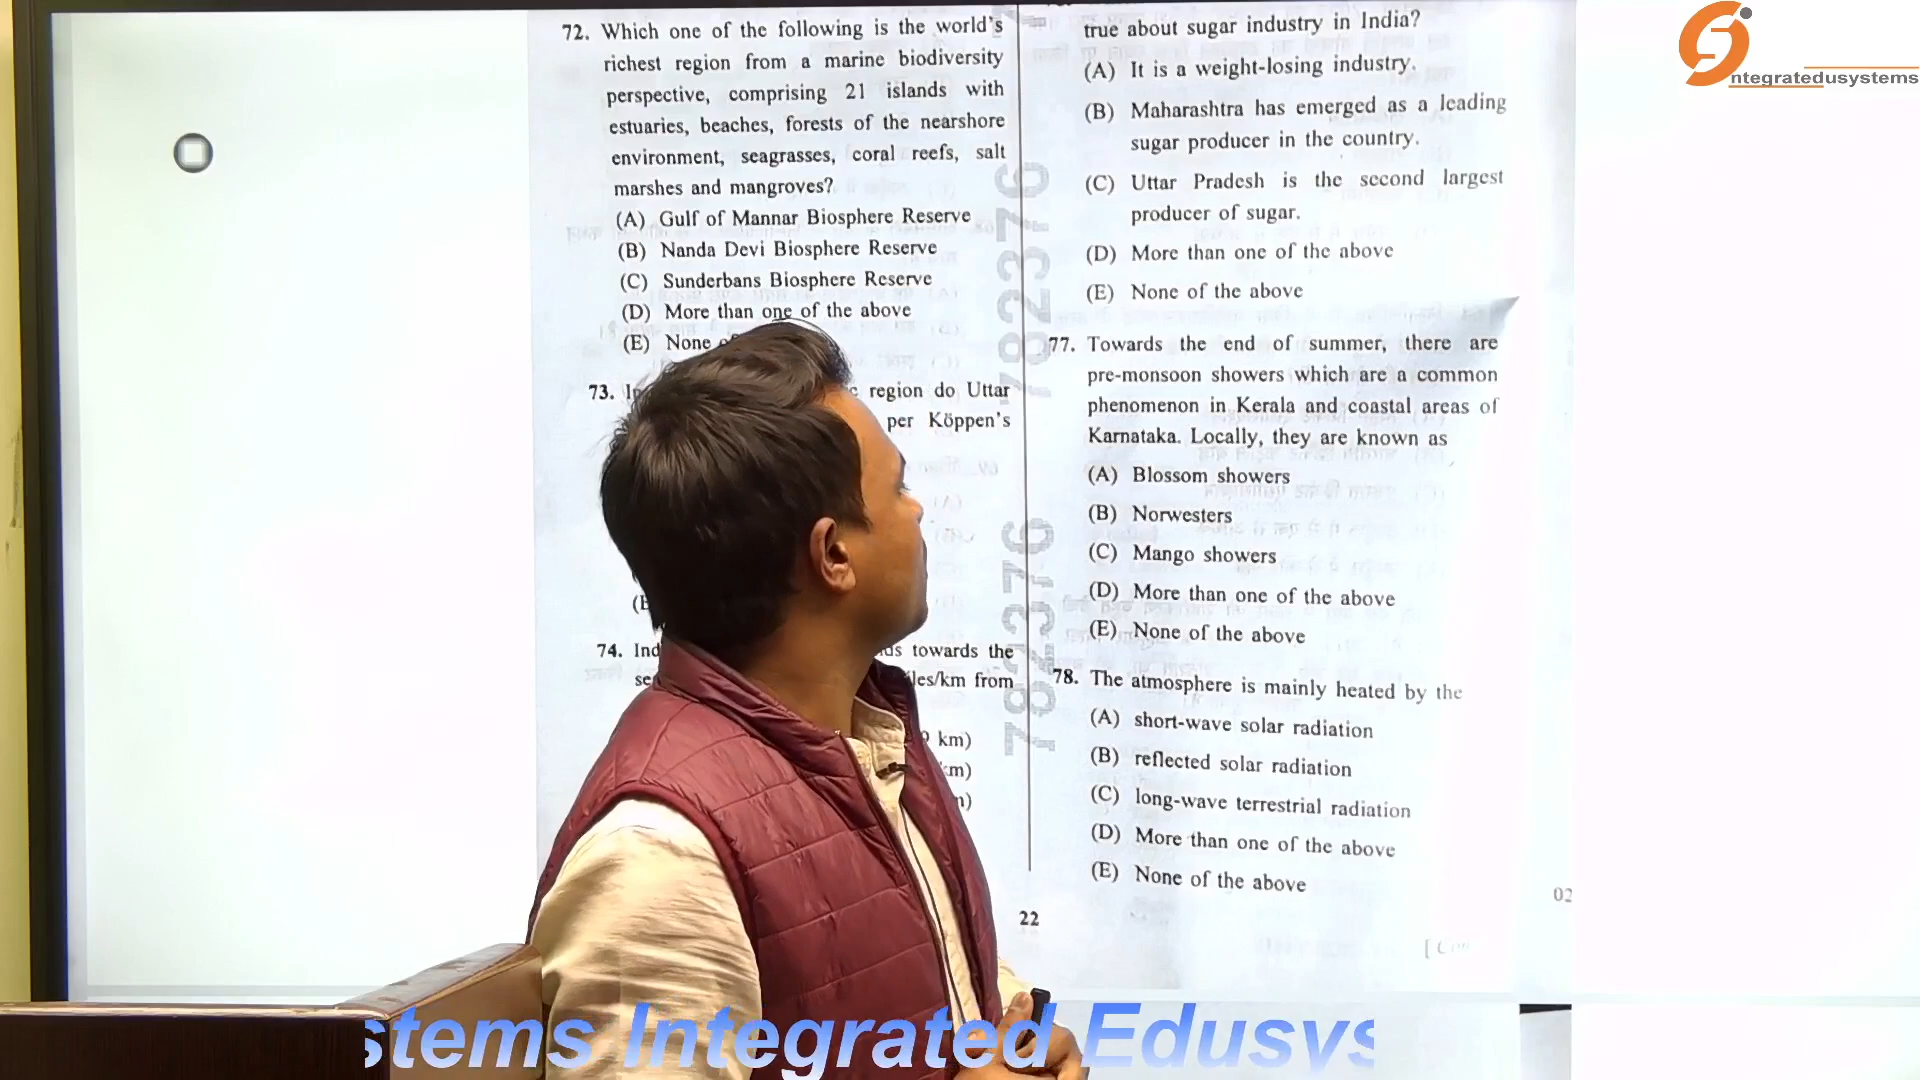 72. Which one of the following is the world's
richest region from a marine biodiversity
perspective, comprising 21 islands with
estuaries, beaches, forests of the nearshore
environment, seagrasses, coral reefs, salt
marshes and mangroves?
(A) Gulf of Mannar Biosphere Reserve
(B) Nanda Devi Biosphere Reserve
(C) Sunderbans Biosphere Reserve
(D) More than one of the above
(E) None
73. region do Uttar
per Köppen's
74. towards the
km from
km)
true about sugar industry in India?
(A) It is a weight-losing industry.
(B) Maharashtra has emerged as a leading
sugar producer in the country.
(C) Uttar Pradesh is the second largest
producer of sugar.
(D) More than one of the above
(E) None of the above
77. Towards the end of summer, there are
pre-monsoon showers which are a common
phenomenon in Kerala and coastal areas of
Karnataka. Locally, they are known as
(A) Blossom showers
(B) Norwesters
(C) Mango showers
(D) More than one of the above
(E) None of the above
78. The atmosphere is mainly heated by the
(A) short-wave solar radiation
(B) reflected solar radiation
(C) long-wave terrestrial radiation
(D) More than one of the above
(E) None of the above
782376
782376
22
02
ntegratedusystems
stems Integrated Edusys